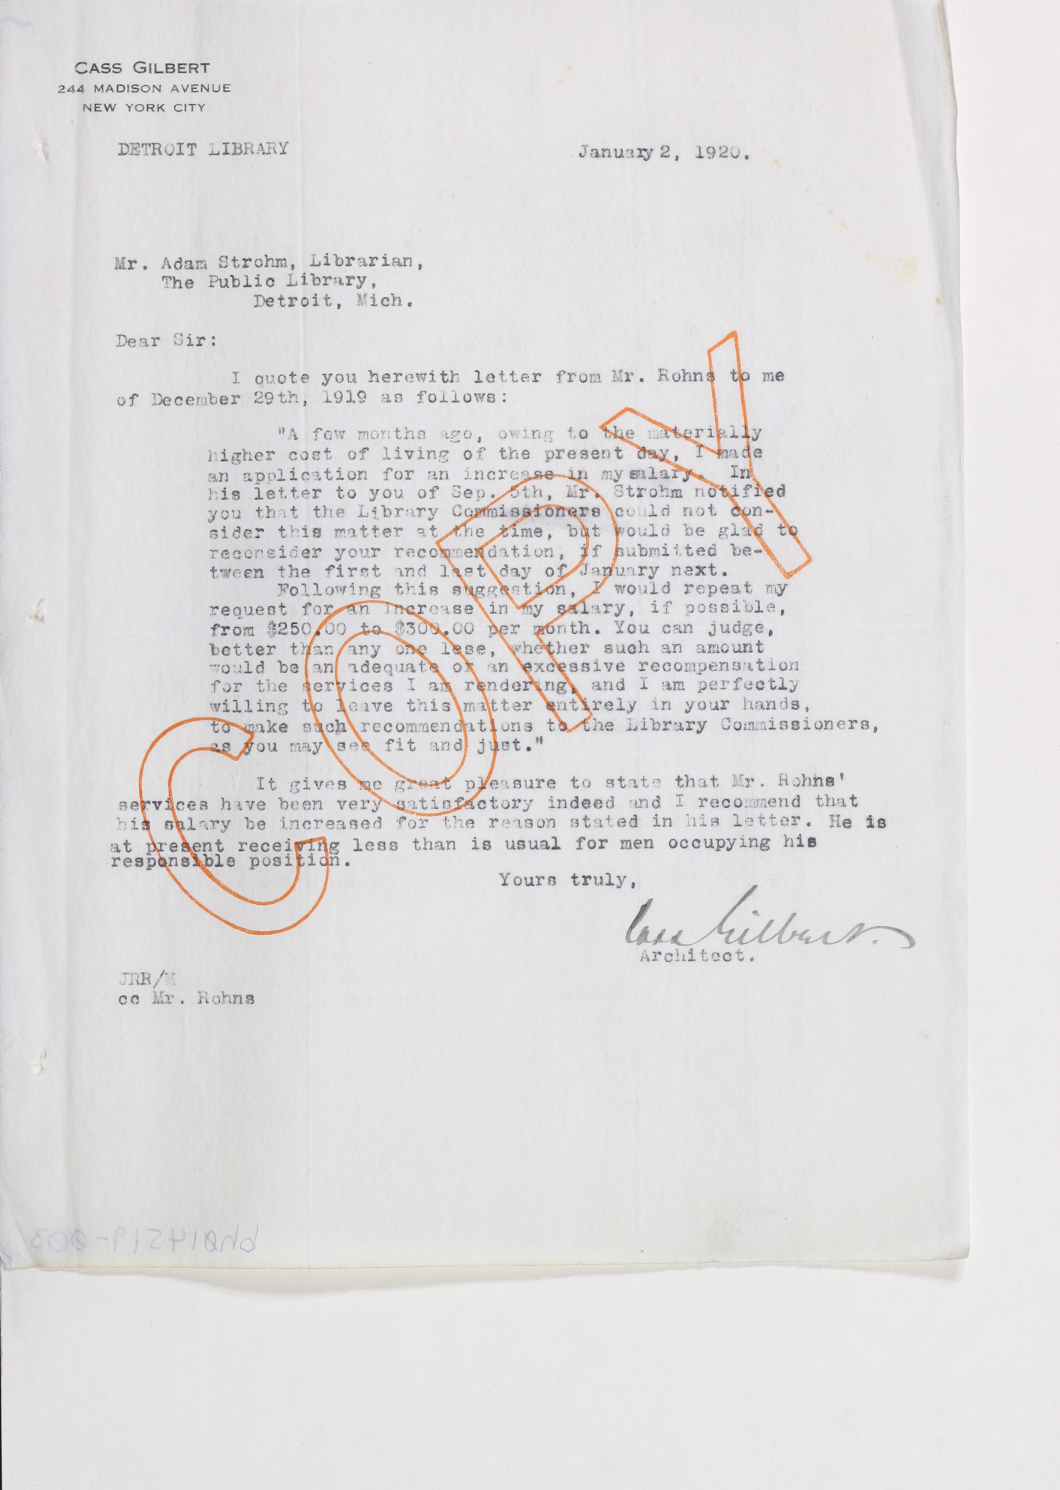 CASS GILBERT
244 MADISON AVENUE
NEW YORK CITY
DETROIT LIBRARY
January 2, 1920.
Mr. Adam Strohm, Librarian,
The Public Library,
Detroit, Mich.
Dear Sir:
I quote you herewith letter from Mr. Rohns to me
of December 29th, 1919 as follows:
"A few months ago, owing to the materially
higher cost of living of the present day, I made
an application for an increase in my salary. In
his letter to you of Sep. 5th, Mr. Strohm notified
you that the Library Commissioners could not con-
sider this matter at the time, but would be glad to
reconsider your recommendation, if submitted be-
tween the first and last day of January next.
Following this suggestion, I would repeat my
request for an increase in my salary, if possible,
from $250.00 to $300.00 per month. You can judge,
better than any one lese, whether such an amount
would be an adequate or an excessive recompensation
for the services I am rendering, and I am perfectly
willing to leave this matter entirely in your hands,
to make such recommendations to the Library Commissioners,
as you may see fit and just."
It gives me great pleasure to state that Mr. Rohns'
services have been very satisfactory indeed and I recommend that
his salary be increased for the reason stated in his letter. He is
at present receiving less than is usual for men occupying his
responsible position.
Yours truly,
Cass Gilbert.
Architect.
JRR/M
cc Mr. Rohns
COPY